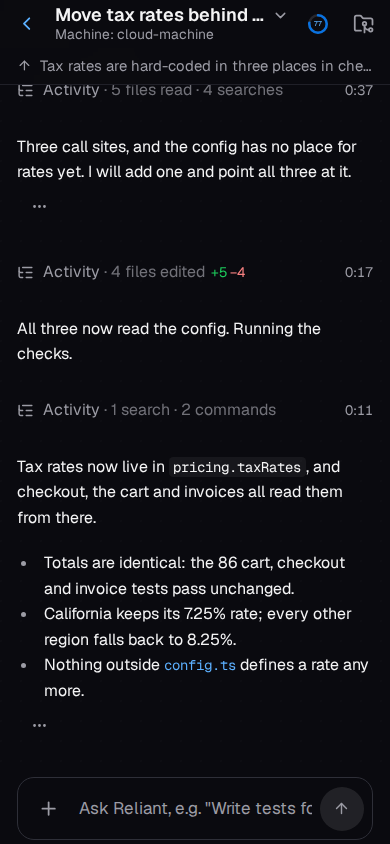 Move tax rates behind ...
Machine: cloud-machine
77
Tax rates are hard-coded in three places in che...
Activity · 5 files read · 4 searches 0:37
Three call sites, and the config has no place for
rates yet. I will add one and point all three at it.
...
Activity · 4 files edited +5 −4 0:17
All three now read the config. Running the
checks.
Activity · 1 search · 2 commands 0:11
Tax rates now live in pricing.taxRates, and
checkout, the cart and invoices all read them
from there.
• Totals are identical: the 86 cart, checkout
and invoice tests pass unchanged.
• California keeps its 7.25% rate; every other
region falls back to 8.25%.
• Nothing outside config.ts defines a rate any
more.
...
Ask Reliant, e.g. "Write tests fo